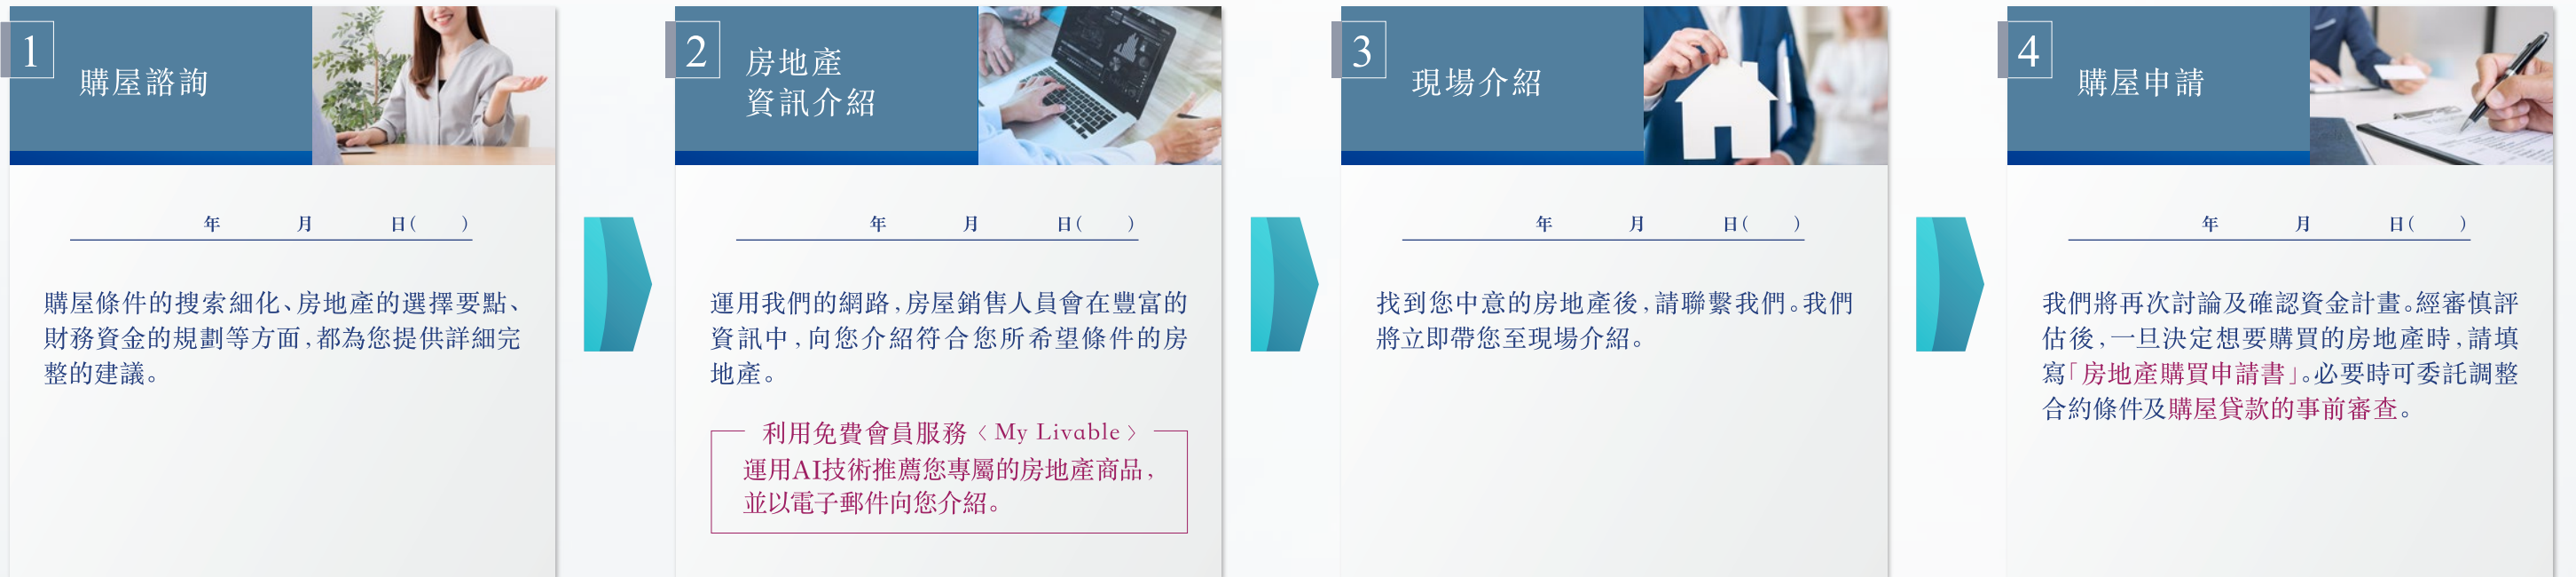 1
購屋諮詢
年 月 日( )
購屋條件的搜索細化、房地產的選擇要點、
財務資金的規劃等方面,都為您提供詳細完
整的建議。
2
房地產
資訊介紹
年 月 日( )
運用我們的網路,房屋銷售人員會在豐富的
資訊中,向您介紹符合您所希望條件的房
地產。
利用免費會員服務〈 My Livable 〉
運用AI技術推薦您專屬的房地產商品,
並以電子郵件向您介紹。
3
現場介紹
年 月 日( )
找到您中意的房地產後,請聯繫我們。我們
將立即帶您至現場介紹。
4
購屋申請
年 月 日( )
我們將再次討論及確認資金計畫。經審慎評
估後,一旦決定想要購買的房地產時,請填
寫「房地產購買申請書」。必要時可委託調整
合約條件及購屋貸款的事前審查。